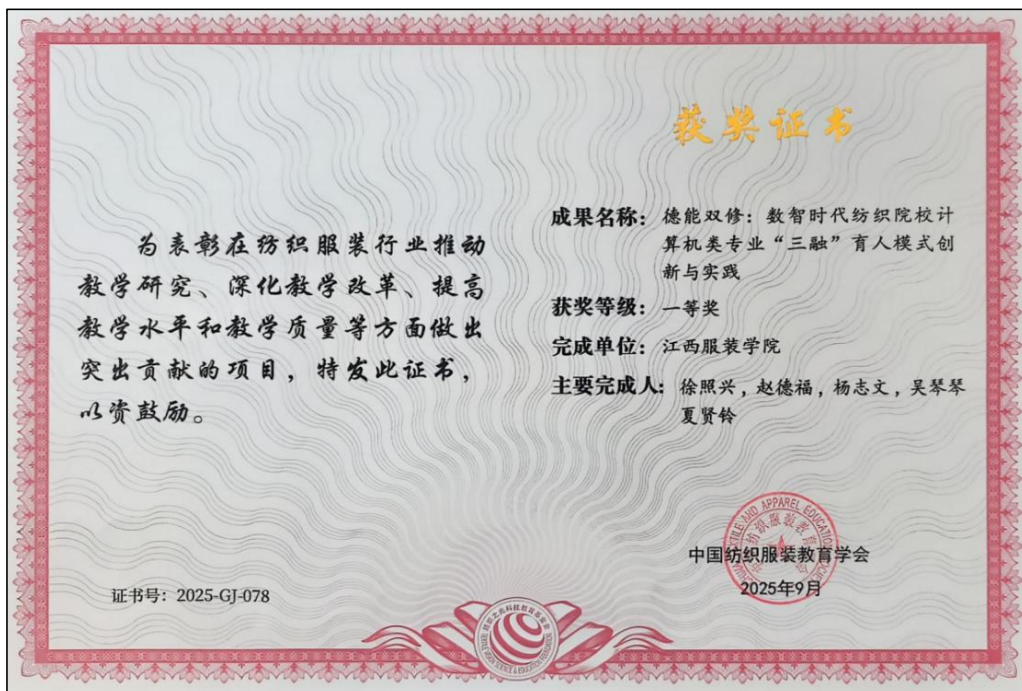 获奖证书
为表彰在纺织服装行业推动
教学研究、深化教学改革、提高
教学水平和教学质量等方面做出
突出贡献的项目，特发此证书，
以资鼓励。
成果名称：德能双修：数智时代纺织院校计
算机类专业“三融”育人模式创
新与实践
获奖等级：一等奖
完成单位：江西服装学院
主要完成人：徐照兴，赵德福，杨志文，吴琴琴
夏贤铃
中国纺织服装教育学会
2025年9月
证书号：2025-GJ-078